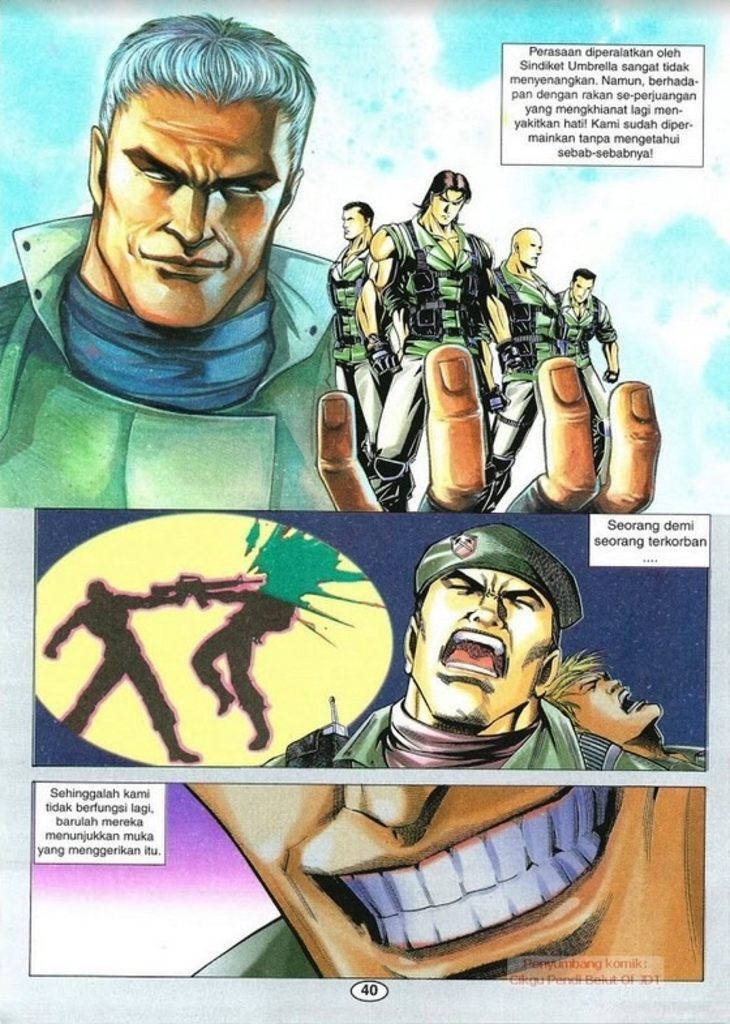 Perasaan diperalatkan oleh
Sindiket Umbrella sangat tidak
menyenangkan. Namun, berhada-
pan dengan rakan se-perjuangan
yang mengkhianat lagi men-
yakitkan hati! Kami sudah diper-
mainkan tanpa mengetahui
sebab-sebabnya!
Seorang demi
seorang terkorban
....
Sehinggalah kami
tidak berfungsi lagi,
barulah mereka
menunjukkan muka
yang menggerikan itu.
Penyumbang komik:
Cikgu Pendi Belut Of JDT
40